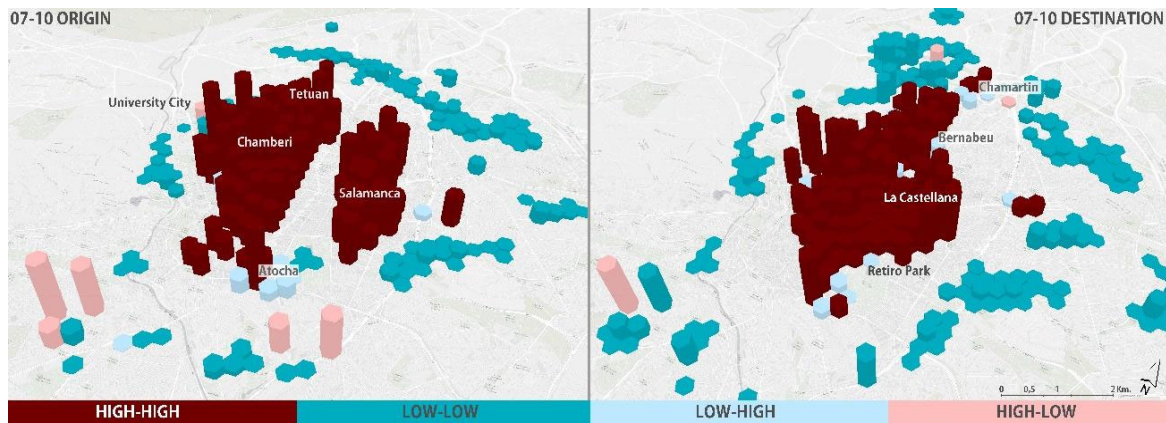 07-10 ORIGIN
07-10 DESTINATION
University City
Tetuan
Chamberi
Salamanca
Atocha
Chamartin
Bernabeu
La Castellana
Retiro Park
0 0,5 1 2 Km.
N
HIGH-HIGH
LOW-LOW
LOW-HIGH
HIGH-LOW